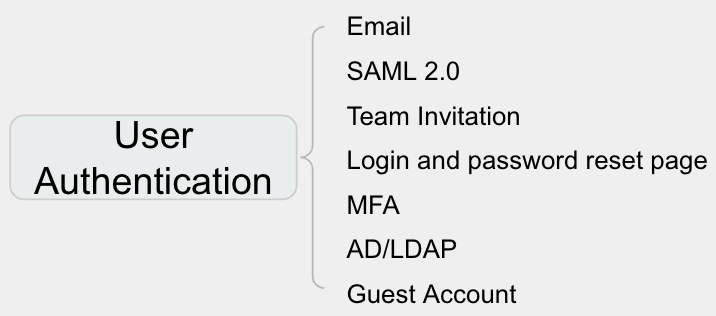 User
Authentication
Email
SAML 2.0
Team Invitation
Login and password reset page
MFA
AD/LDAP
Guest Account